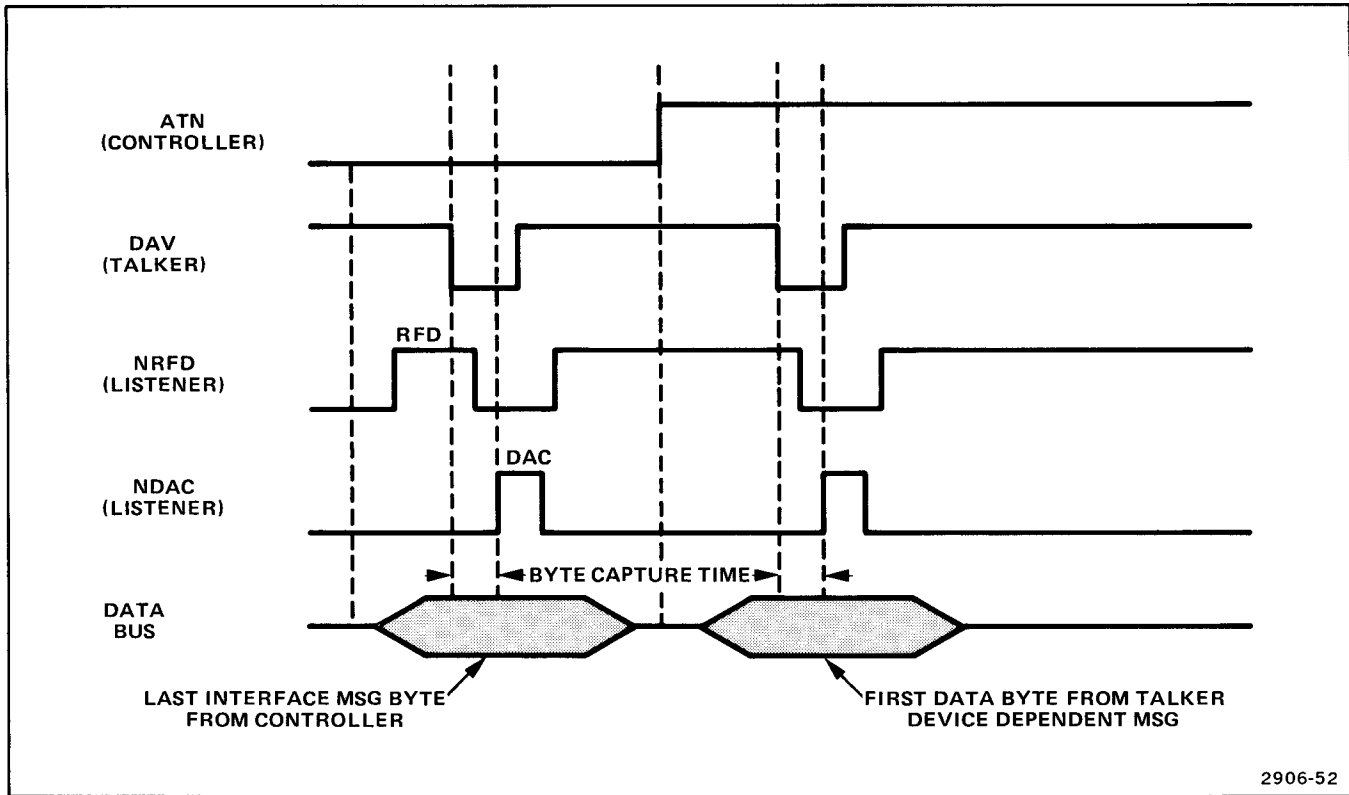 ATN
(CONTROLLER)
DAV
(TALKER)
RFD
NRFD
(LISTENER)
DAC
NDAC
(LISTENER)
BYTE CAPTURE TIME
DATA
BUS
LAST INTERFACE MSG BYTE
FROM CONTROLLER
FIRST DATA BYTE FROM TALKER
DEVICE DEPENDENT MSG
2906-52